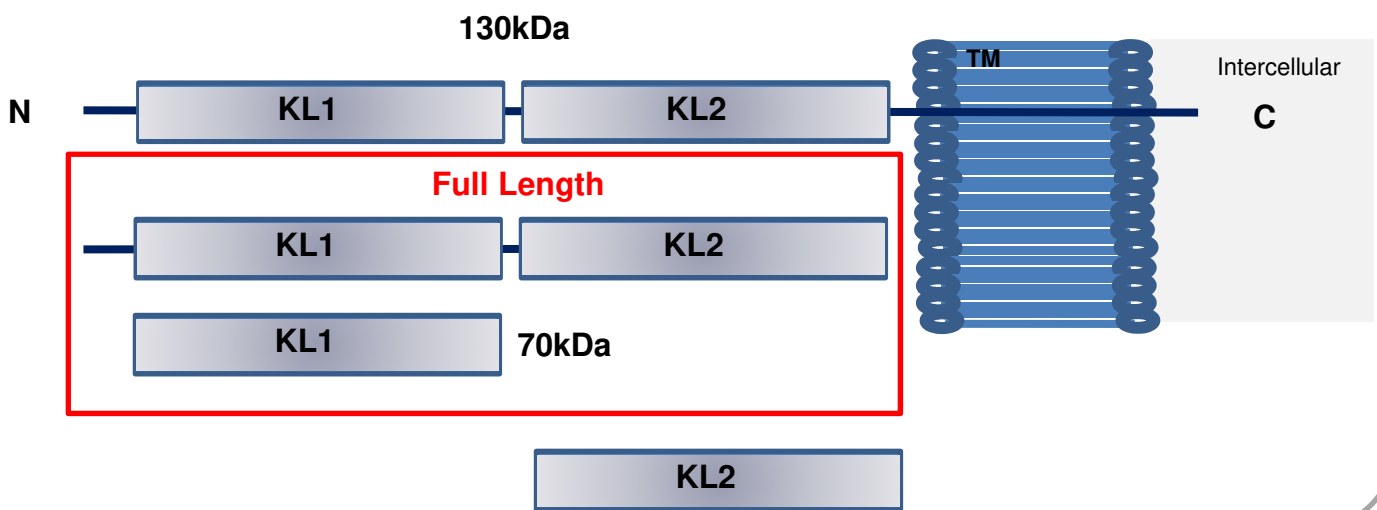 130kDa
TM
Intercellular
N
KL1
KL2
C
Full Length
KL1
KL2
KL1
70kDa
KL2